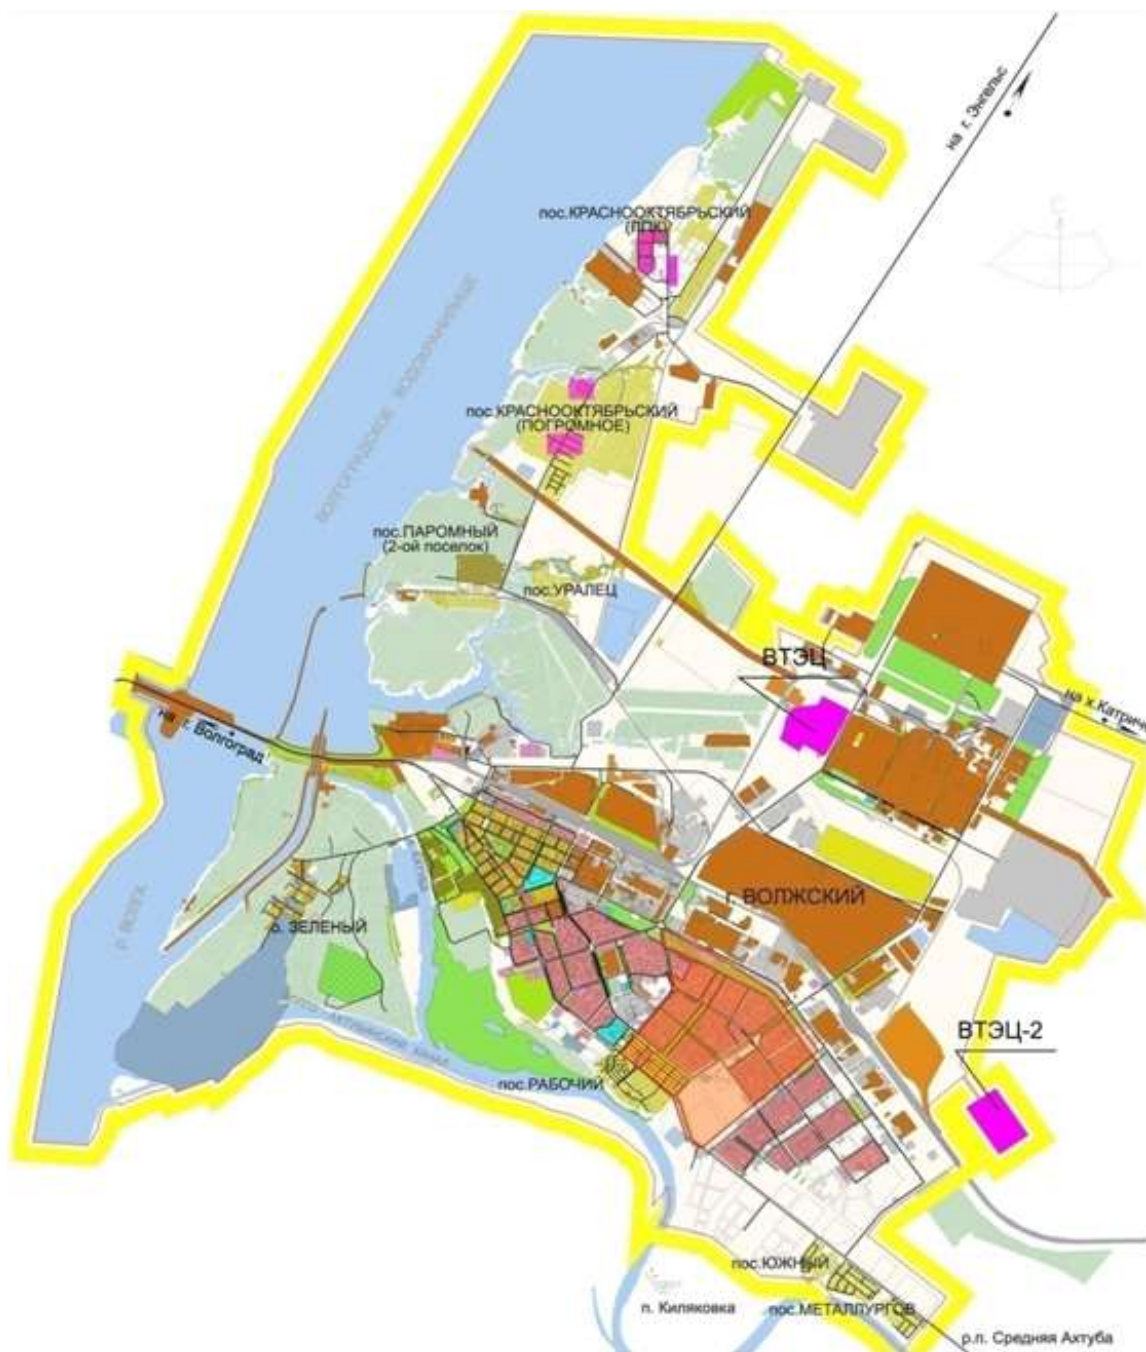 на г. Энгельс
С
пос.КРАСНООКТЯБРЬСКИЙ
(ЛПК)
ВОЛГОГРАДСКОЕ ВОДОХРАНИЛИЩЕ
пос.КРАСНООКТЯБРЬСКИЙ
(ПОГРОМНОЕ)
пос.ПАРОМНЫЙ
(2-ой поселок)
пос.УРАЛЕЦ
ВТЭЦ
на х.Катрич
на г. Волгоград
г. ВОЛЖСКИЙ
Р. ВОЛГА
о. ЗЕЛЕНЫЙ
ВТЭЦ-2
пос.РАБОЧИЙ
пос.ЮЖНЫЙ
п. Киляковка
пос.МЕТАЛЛУРГОВ
р.п. Средняя Ахтуба